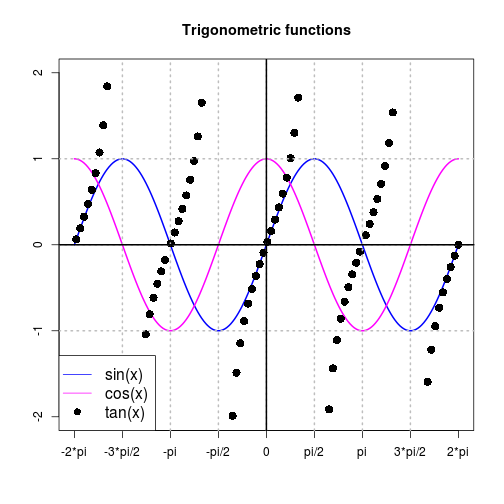 Trigonometric functions
2
1
0
-1
-2
sin(x)
cos(x)
tan(x)
-2*pi -3*pi/2 -pi -pi/2 0 pi/2 pi 3*pi/2 2*pi